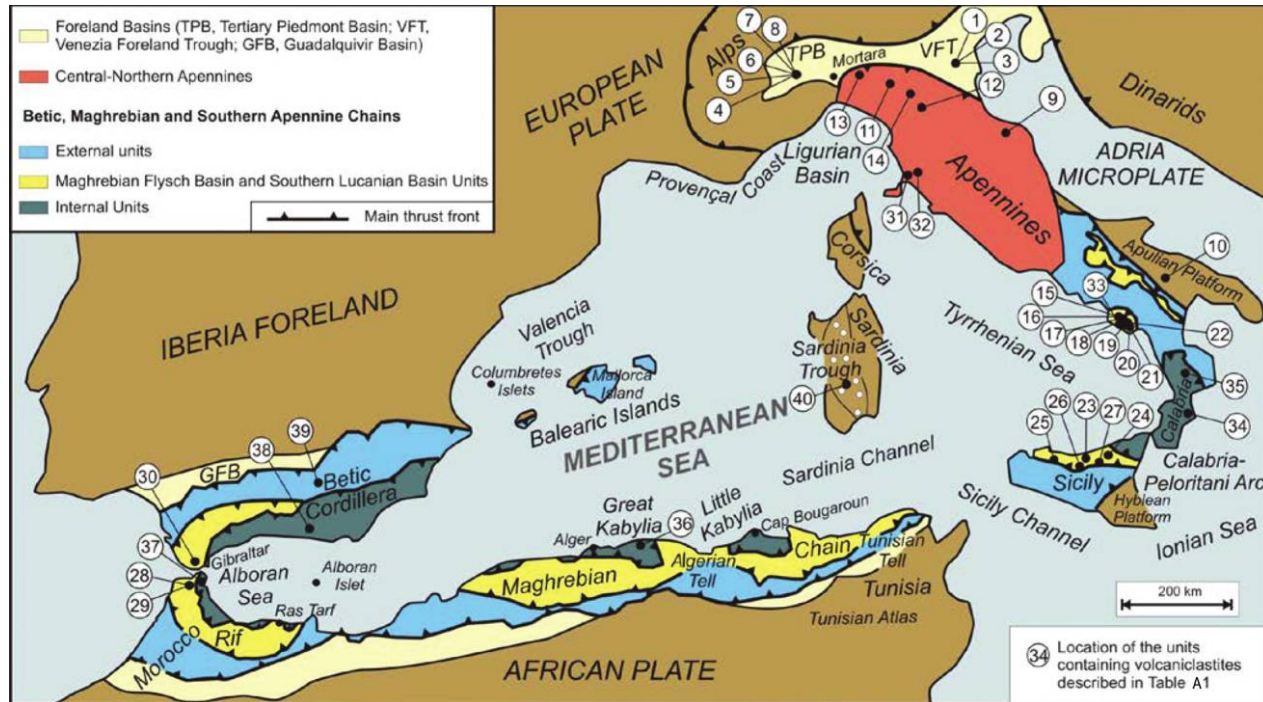 Foreland Basins (TPB, Tertiary Piedmont Basin; VFT,
Venezia Foreland Trough; GFB, Guadalquivir Basin)
Central-Northern Apennines
Betic, Maghrebian and Southern Apennine Chains
External units
Maghrebian Flysch Basin and Southern Lucanian Basin Units
Internal Units
Main thrust front
EUROPEAN
PLATE
Alps
TPB
Mortara
VFT
Dinarids
1
2
3
12
9
7
8
6
5
4
13
11
14
Ligurian
Basin
Provençal Coast
31
32
Apennines
ADRIA
MICROPLATE
Apulian Platform
10
IBERIA FORELAND
Valencia
Trough
Columbretes
Islets
Mallorca
Island
Balearic Islands
Corsica
Sardinia
Sardinia
Trough
40
Tyrrhenian Sea
33
15
16
17
18
19
20
21
22
35
34
Calabria
Calabria-
Peloritani Arc
MEDITERRANEAN
SEA
Sardinia Channel
25
26
23
27
24
Sicily
Hyblean
Platform
Sicily Channel
Ionian Sea
30
GFB
38
39
Betic
Cordillera
37
28
29
Gibraltar
Alboran
Sea
Alboran
Islet
Ras Tarf
Rif
Morocco
Alger
Great
Kabylia
36
Little
Kabylia
Cap Bougaroun
Maghrebian
Algerian
Tell
Chain
Tunisian
Tell
Tunisia
Tunisian Atlas
AFRICAN PLATE
200 km
34
Location of the units
containing volcaniclastites
described in Table A1